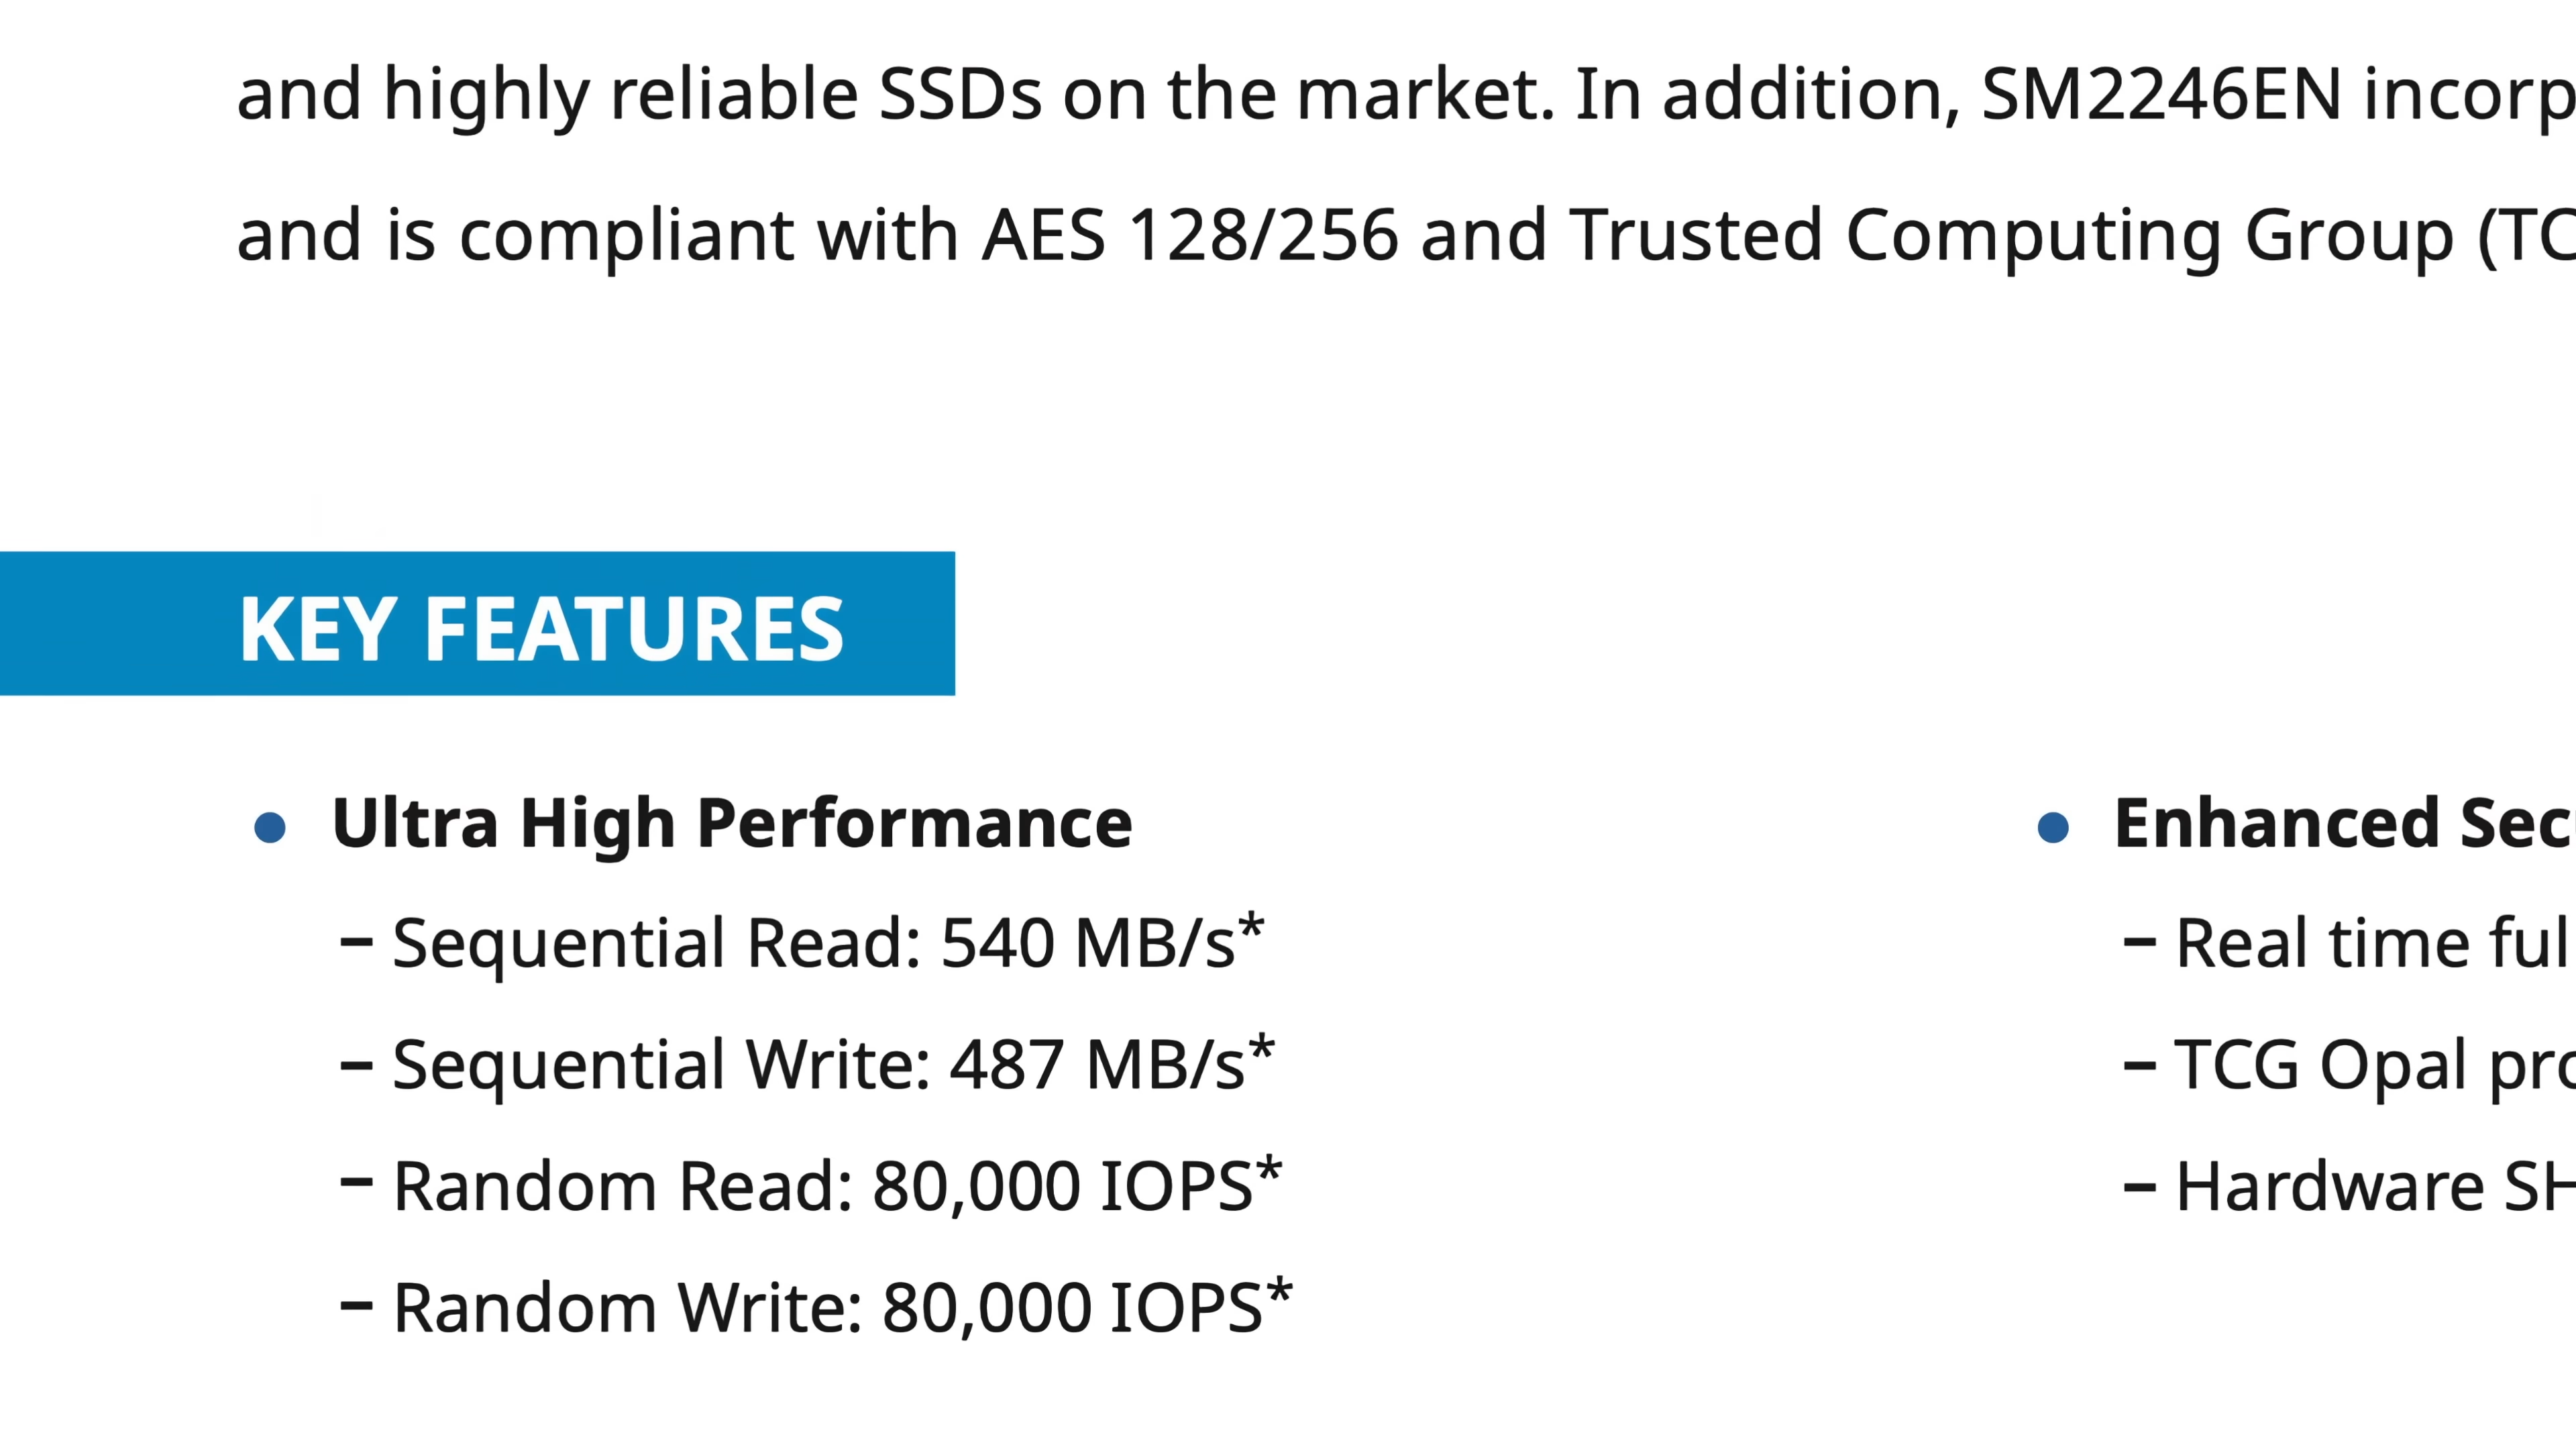 and highly reliable SSDs on the market. In addition, SM2246EN incorp
and is compliant with AES 128/256 and Trusted Computing Group (TC
KEY FEATURES
• Ultra High Performance
– Sequential Read: 540 MB/s*
– Sequential Write: 487 MB/s*
– Random Read: 80,000 IOPS*
– Random Write: 80,000 IOPS*
• Enhanced Sec
– Real time ful
– TCG Opal pro
– Hardware SH